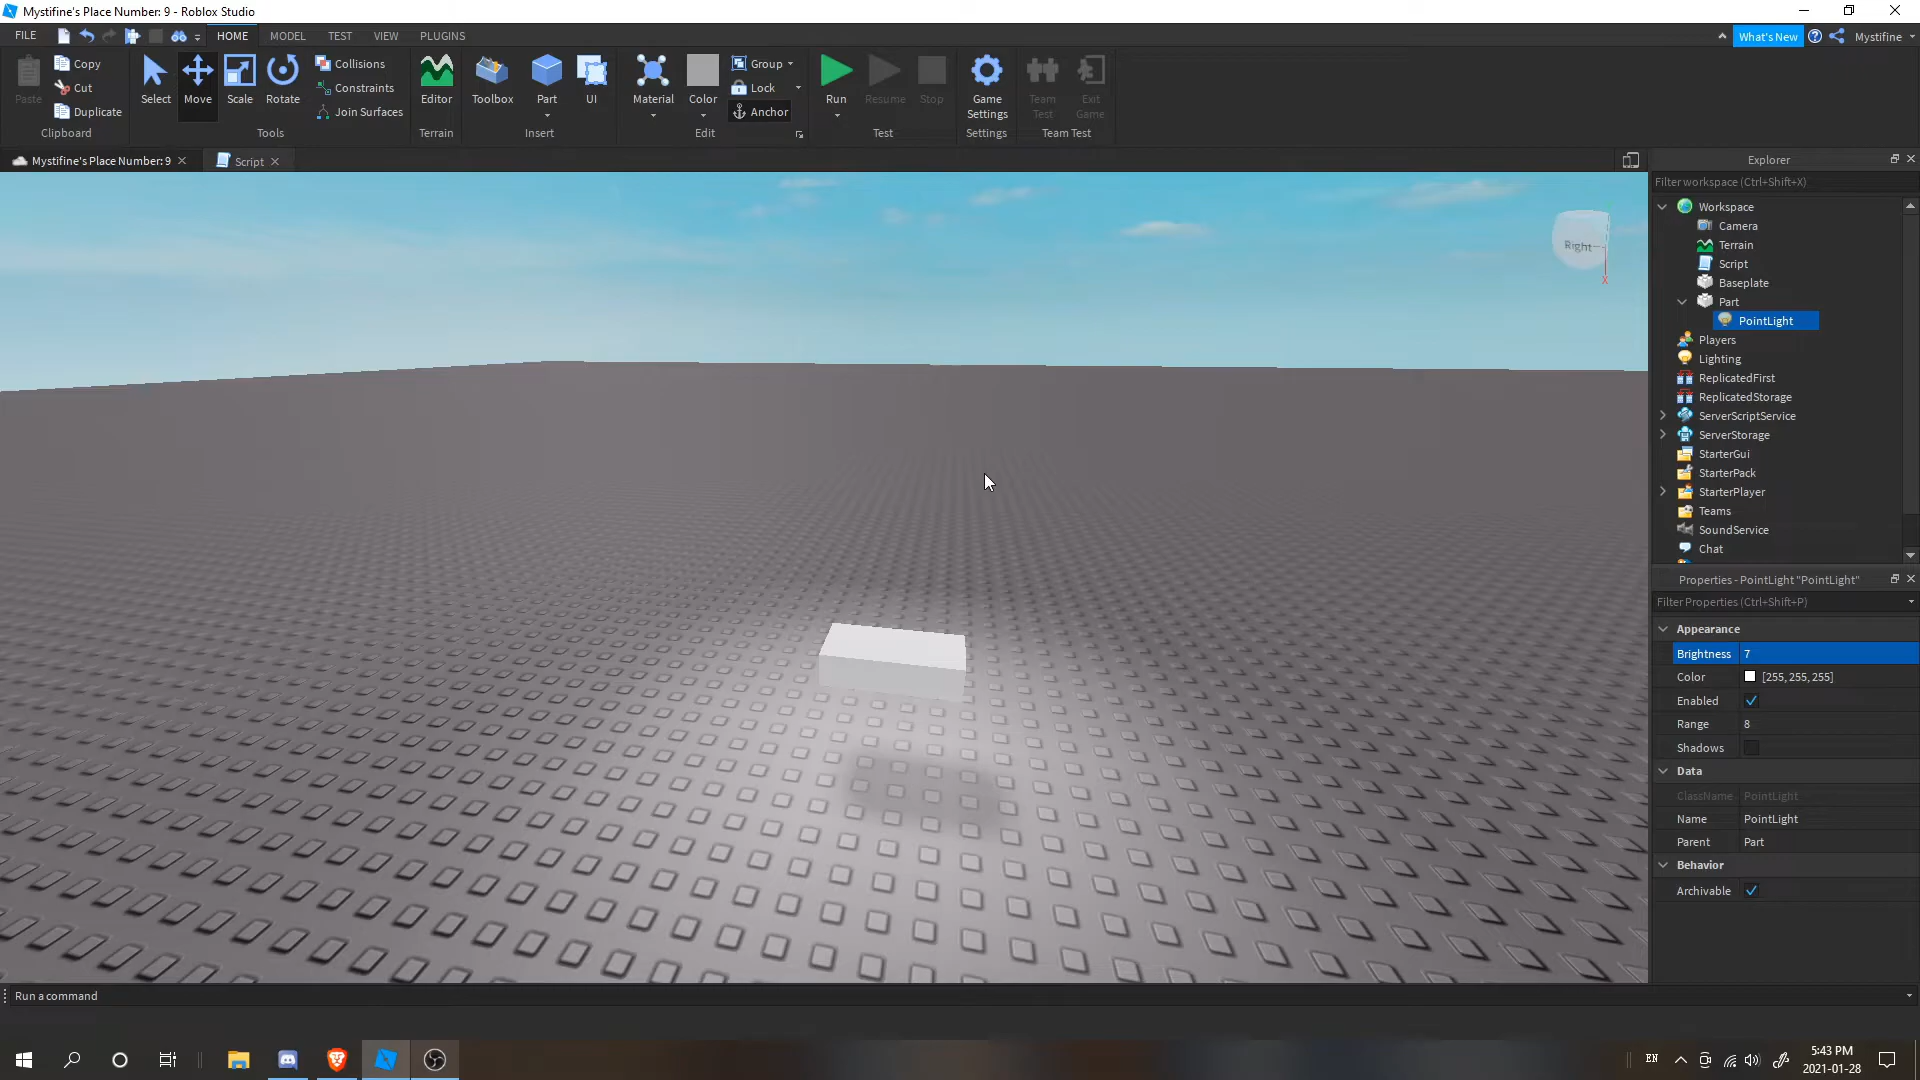 Mystifine's Place Number: 9 - Roblox Studio
FILE HOME MODEL TEST VIEW PLUGINS What's New Mystifine
Paste Copy Cut Duplicate Clipboard
Select Move Scale Rotate Collisions Constraints Join Surfaces Tools
Editor Terrain
Toolbox Part UI Insert
Material Color Group Lock Anchor Edit
Run Resume Stop Test
Game Settings Settings
Team Test Exit Game Team Test
Mystifine's Place Number: 9 Script
Right
X
Explorer
Filter workspace (Ctrl+Shift+X)
Workspace
Camera
Terrain
Script
Baseplate
Part
PointLight
Players
Lighting
ReplicatedFirst
ReplicatedStorage
ServerScriptService
ServerStorage
StarterGui
StarterPack
StarterPlayer
Teams
SoundService
Chat
Properties - PointLight "PointLight"
Filter Properties (Ctrl+Shift+P)
Appearance
Brightness 7
Color [255, 255, 255]
Enabled
Range 8
Shadows
Data
ClassName PointLight
Name PointLight
Parent Part
Behavior
Archivable
Run a command
EN
5:43 PM
2021-01-28